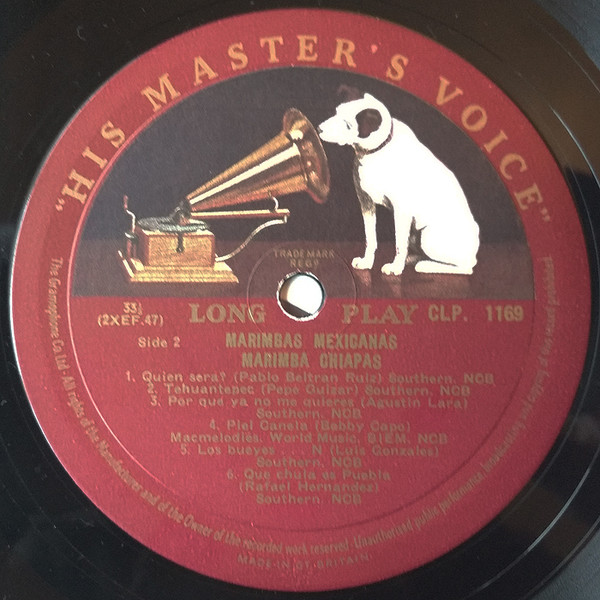 "HIS MASTER'S VOICE"
TRADE MARK
REGD
33⅓
(2XEF.47)
LONG PLAY CLP. 1169
Side 2
MARIMBAS MEXICANAS
MARIMBA CHIAPAS
1. Quien sera? (Pablo Beltran Ruiz) Southern. NCB
2. Tehuantepec (Pepe Guizar) Southern. NCB
3. Por que ya no me quieres (Agustin Lara)
Southern. NCB
4. Piel Canela (Bobby Capo)
Macmelodies. World Music. BIEM. NCB
5. Los bueyes .... N (Luis Gonzales)
Southern. NCB
6. Que chula es Puebla
(Rafael Hernandez)
Southern. NCB
The Gramophone Co. Ltd - All rights of the Manufacturer and of the Owner of the recorded work reserved. Unauthorised public performance, broadcasting and copying of this record prohibited
MADE IN GT. BRITAIN